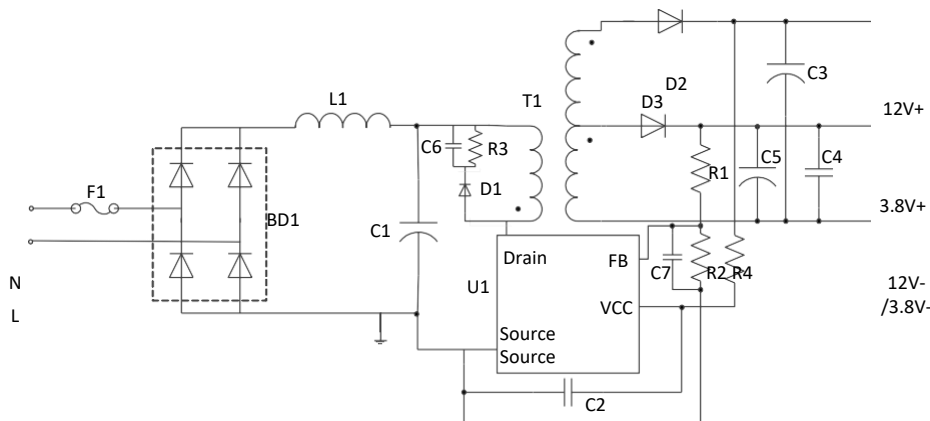 L1
T1
D2
D3
C3
12V+
C6
R3
D1
R1
C5
C4
F1
BD1
C1
3.8V+
Drain
FB
C7
R2
R4
U1
N
L
VCC
12V-
/3.8V-
Source
Source
C2